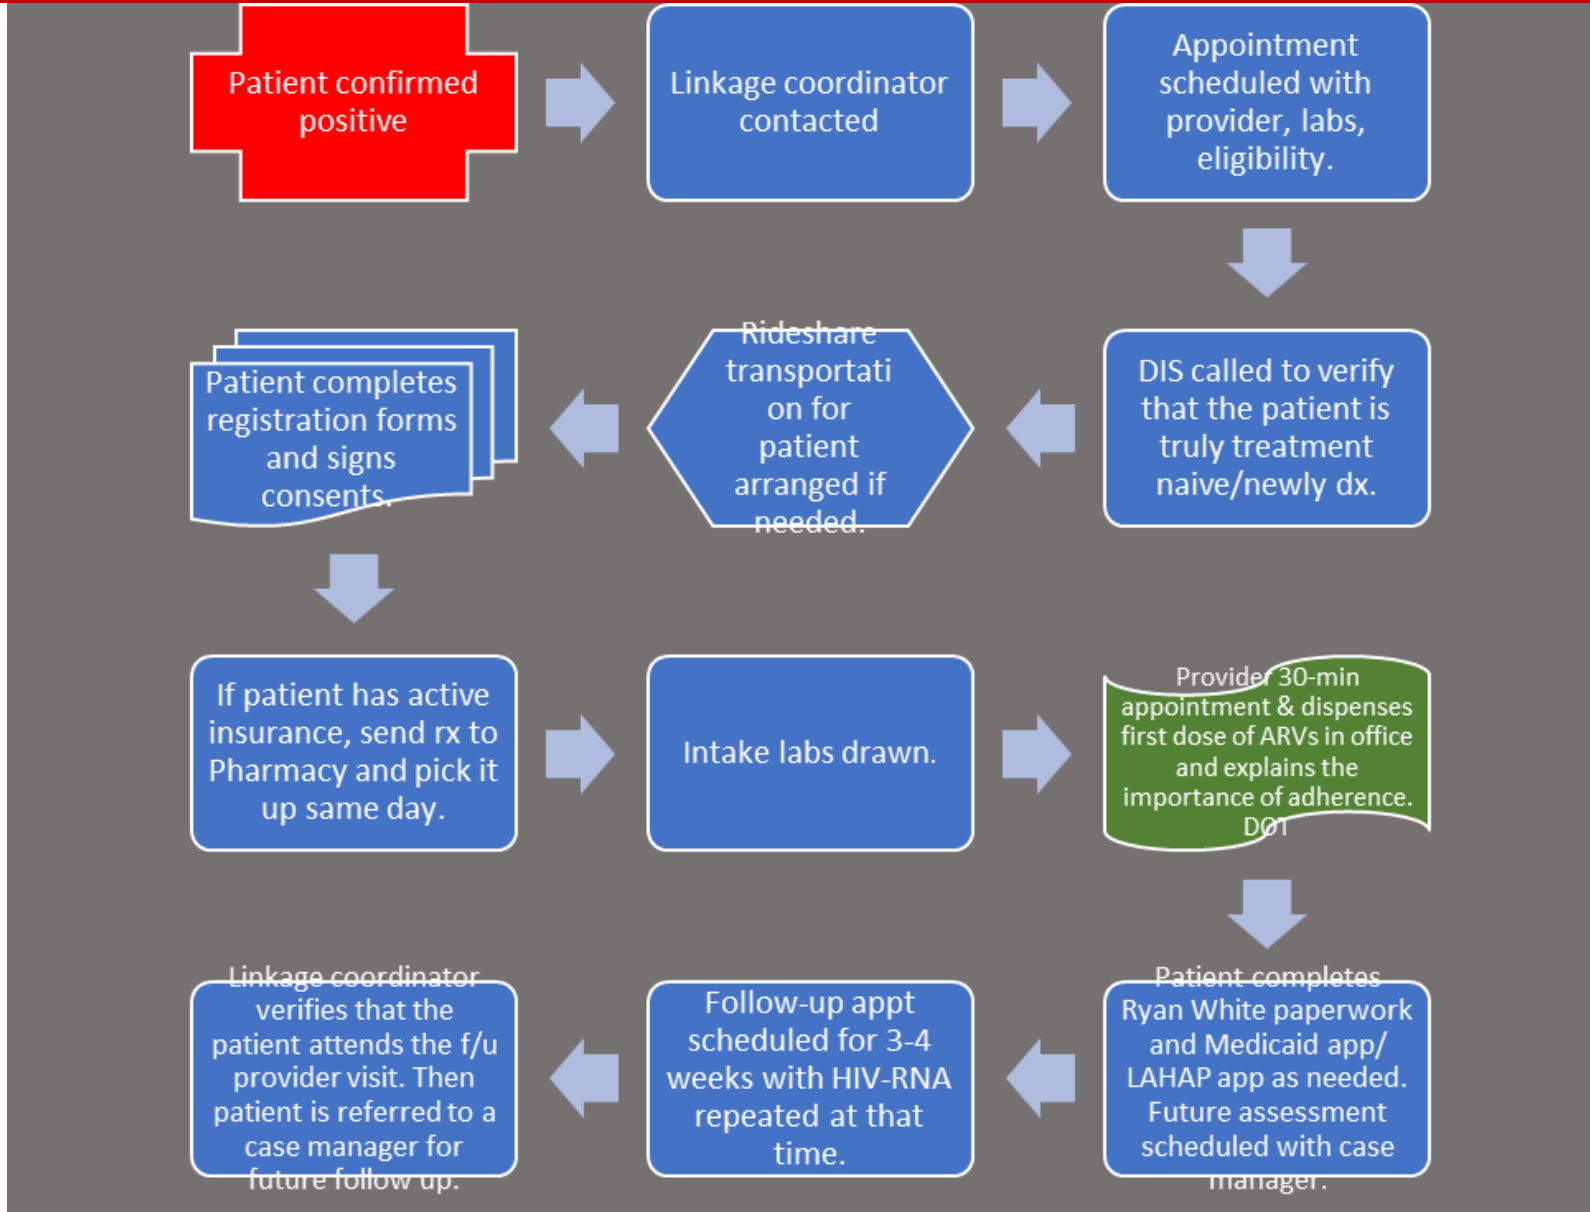 Patient confirmed
positive
Linkage coordinator
contacted
Appointment
scheduled with
provider, labs,
eligibility.
DIS called to verify
that the patient is
truly treatment
naive/newly dx.
Rideshare
transportati
on for
patient
arranged if
needed.
Patient completes
registration forms
and signs
consents.
If patient has active
insurance, send rx to
Pharmacy and pick it
up same day.
Intake labs drawn.
Provider 30-min
appointment & dispenses
first dose of ARVs in office
and explains the
importance of adherence.
DOT
Patient completes
Ryan White paperwork
and Medicaid app/
LAHAP app as needed.
Future assessment
scheduled with case
manager.
Follow-up appt
scheduled for 3-4
weeks with HIV-RNA
repeated at that
time.
Linkage coordinator
verifies that the
patient attends the f/u
provider visit. Then
patient is referred to a
case manager for
future follow up.